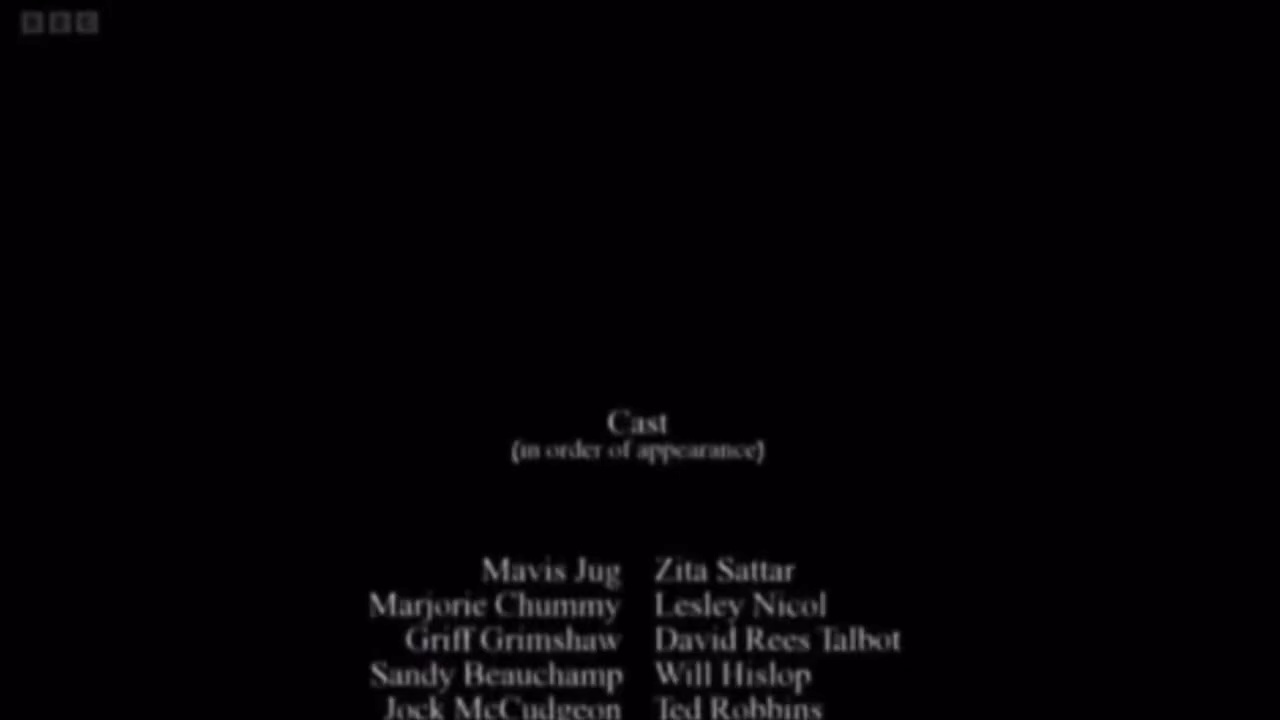 BBC
Cast
(in order of appearance)
Mavis Jug Zita Sattar
Marjorie Chummy Lesley Nicol
Griff Grimshaw David Rees Talbot
Sandy Beauchamp Will Hislop
Jock McCudgeon Ted Robbins